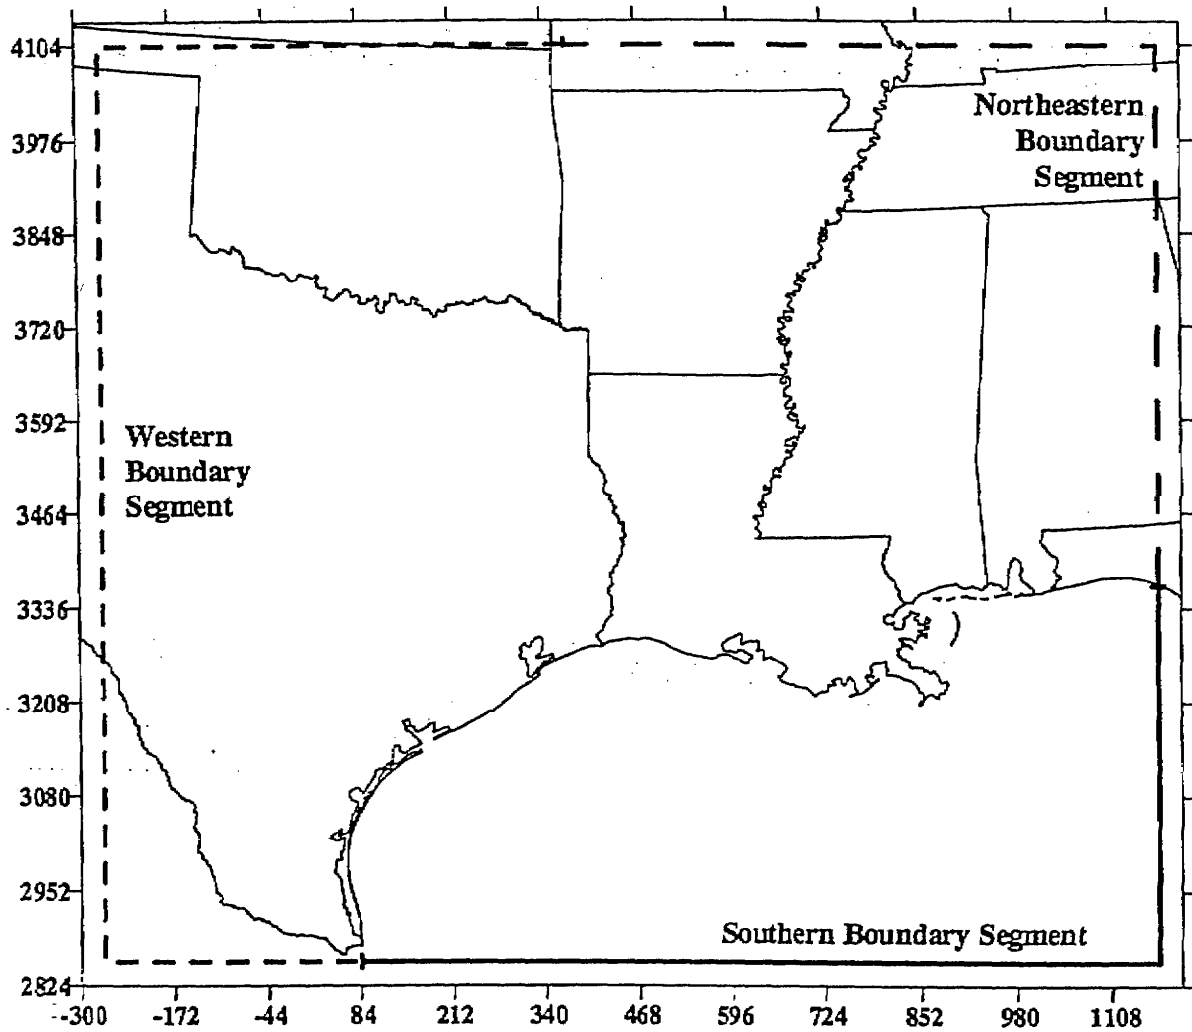 4104
3976
3848
3720
3592
3464
3336
3208
3080
2952
2824
Northeastern
Boundary
Segment
Western
Boundary
Segment
Southern Boundary Segment
-300 -172 -44 84 212 340 468 596 724 852 980 1108